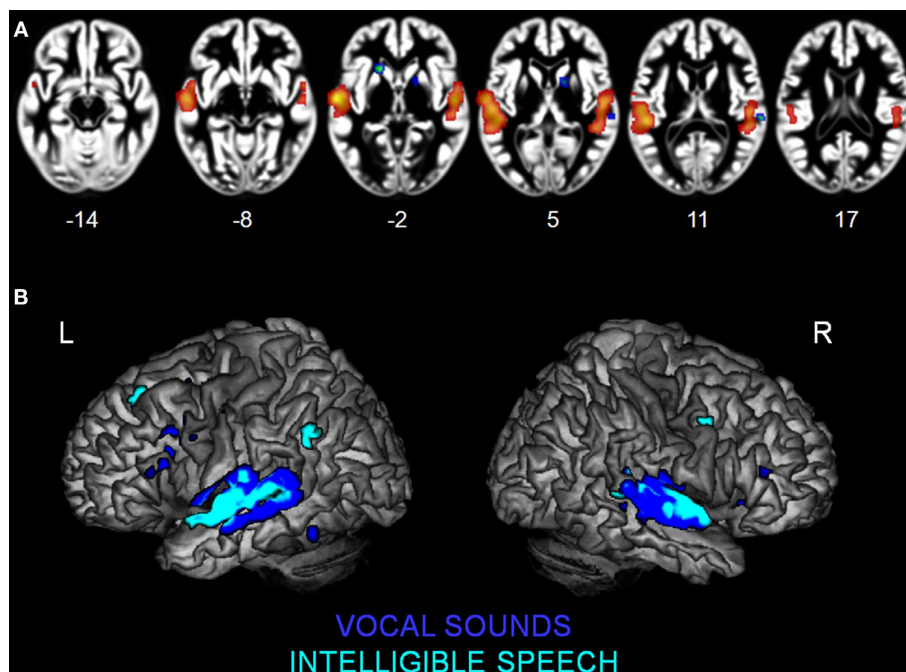 A
-14 -8 -2 5 11 17
B
L R
VOCAL SOUNDS
INTELLIGIBLE SPEECH